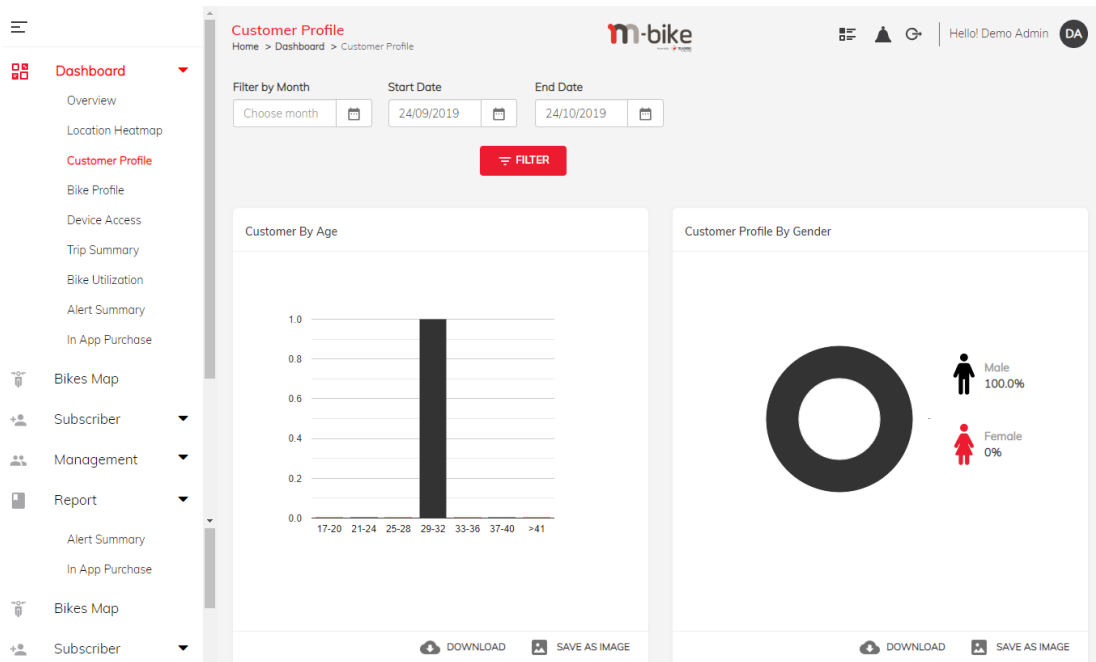 Customer Profile
Home > Dashboard > Customer Profile
m-bike
Hello! Demo Admin
DA
Dashboard
Overview
Location Heatmap
Customer Profile
Bike Profile
Device Access
Trip Summary
Bike Utilization
Alert Summary
In App Purchase
Bikes Map
Subscriber
Management
Report
Alert Summary
In App Purchase
Bikes Map
Subscriber
Filter by Month Start Date End Date
Choose month 24/09/2019 24/10/2019
FILTER
Customer By Age
1.0
0.8
0.6
0.4
0.2
0.0
17-20 21-24 25-28 29-32 33-36 37-40 >41
DOWNLOAD SAVE AS IMAGE
Customer Profile By Gender
Male
100.0%
Female
0%
DOWNLOAD SAVE AS IMAGE